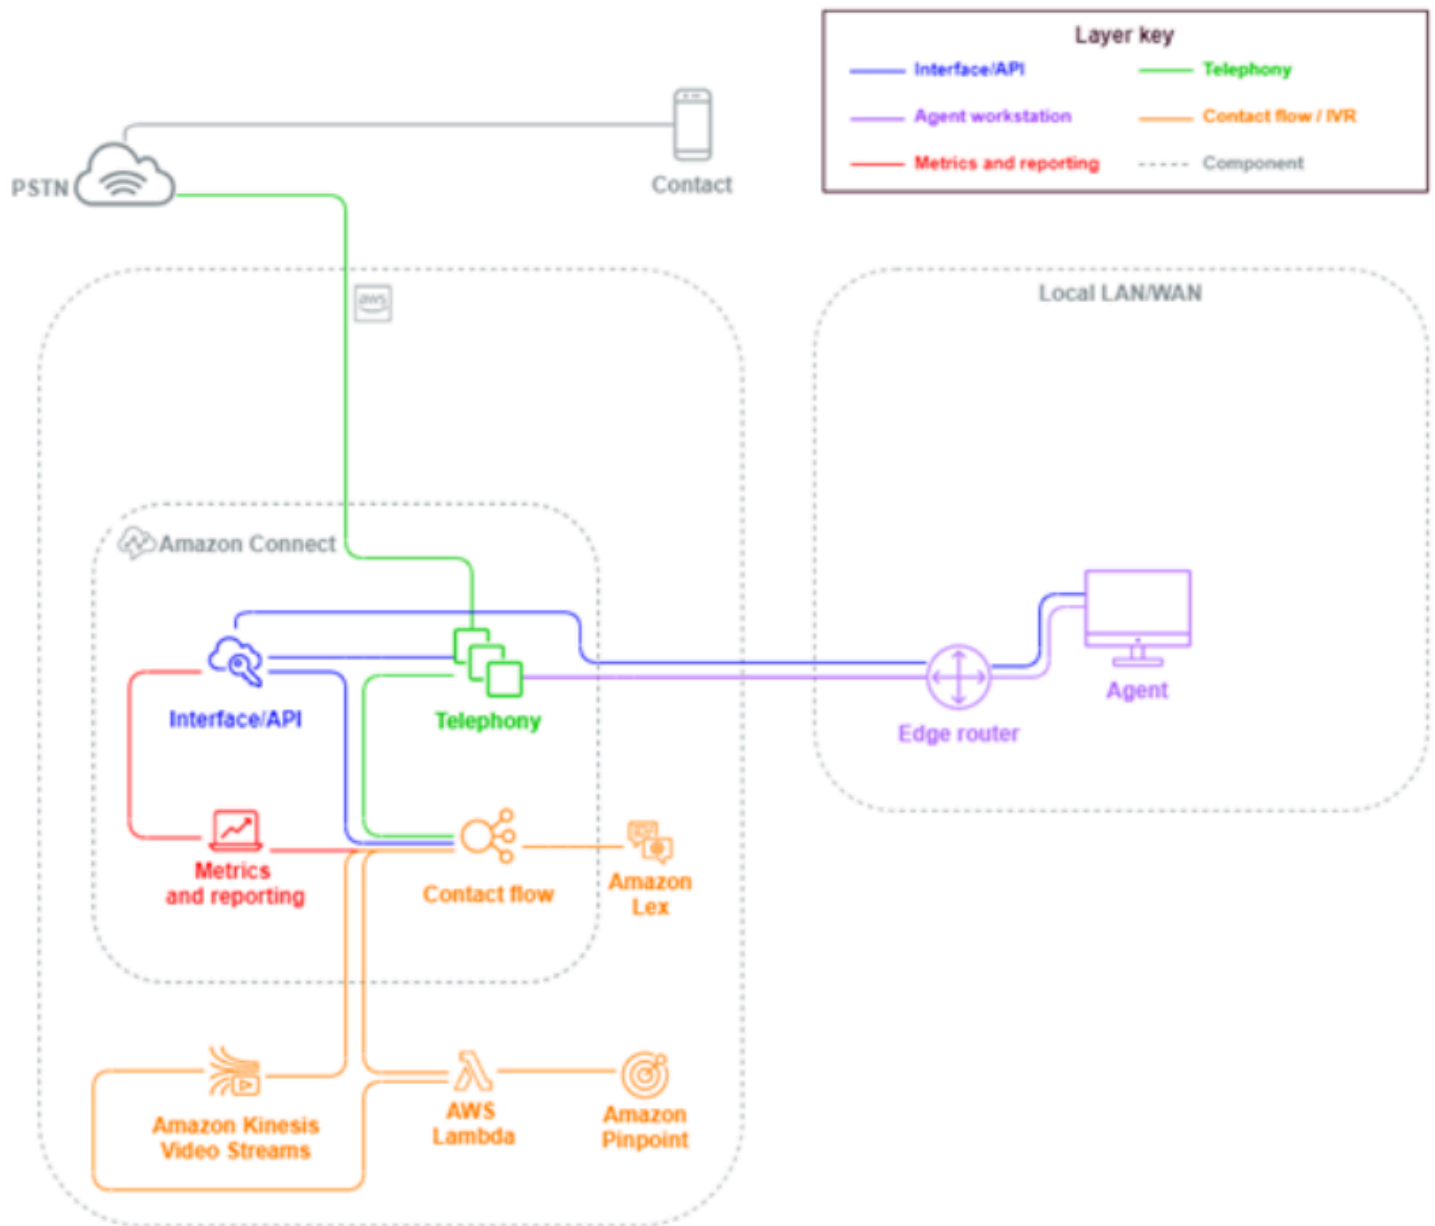 Layer key
Interface/API
Telephony
Agent workstation
Contact flow / IVR
Metrics and reporting
Component
PSTN
Contact
aws
Local LAN/WAN
Amazon Connect
Interface/API
Telephony
Agent
Edge router
Metrics
and reporting
Contact flow
Amazon
Lex
Amazon Kinesis
Video Streams
AWS
Lambda
Amazon
Pinpoint